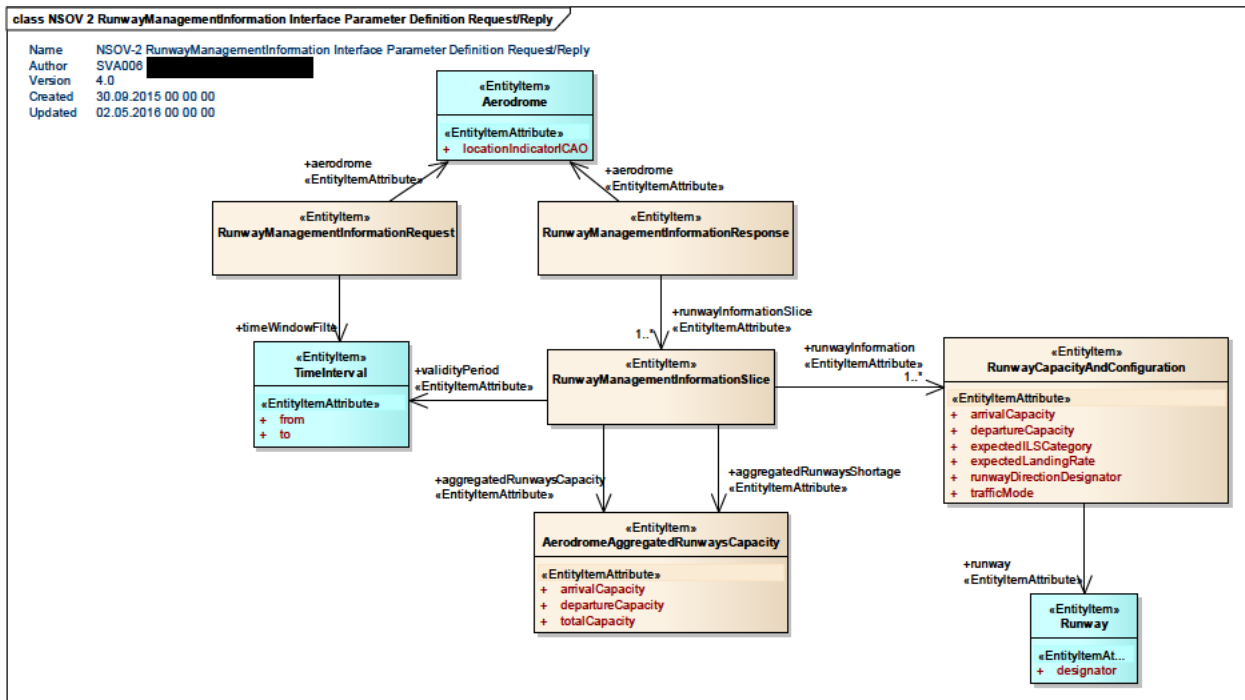 class NSOV 2 RunwayManagementInformation Interface Parameter Definition Request/Reply
Name NSOV-2 RunwayManagementInformation Interface Parameter Definition Request/Reply
Author SVA006
Version 4.0
Created 30.09.2015 00 00 00
Updated 02.05.2016 00 00 00
«EntityItem»
Aerodrome
«EntityItemAttribute»
+ locationIndicatorICAO
+aerodrome
«EntityItemAttribute»
+aerodrome
«EntityItemAttribute»
«EntityItem»
RunwayManagementInformationRequest
«EntityItem»
RunwayManagementInformationResponse
+timeWindowFilte
+runwayInformationSlice
1..* «EntityItemAttribute»
«EntityItem»
TimeInterval
«EntityItemAttribute»
+ from
+ to
+validityPeriod
«EntityItemAttribute»
«EntityItem»
RunwayManagementInformationSlice
+runwayInformation
«EntityItemAttribute»
1..*
«EntityItem»
RunwayCapacityAndConfiguration
«EntityItemAttribute»
+ arrivalCapacity
+ departureCapacity
+ expectedILSCategory
+ expectedLandingRate
+ runwayDirectionDesignator
+ trafficMode
+aggregatedRunwaysCapacity
«EntityItemAttribute»
+aggregatedRunwaysShortage
«EntityItemAttribute»
«EntityItem»
AerodromeAggregatedRunwaysCapacity
«EntityItemAttribute»
+ arrivalCapacity
+ departureCapacity
+ totalCapacity
+runway
«EntityItemAttribute»
«EntityItem»
Runway
«EntityItemAt...
+ designator